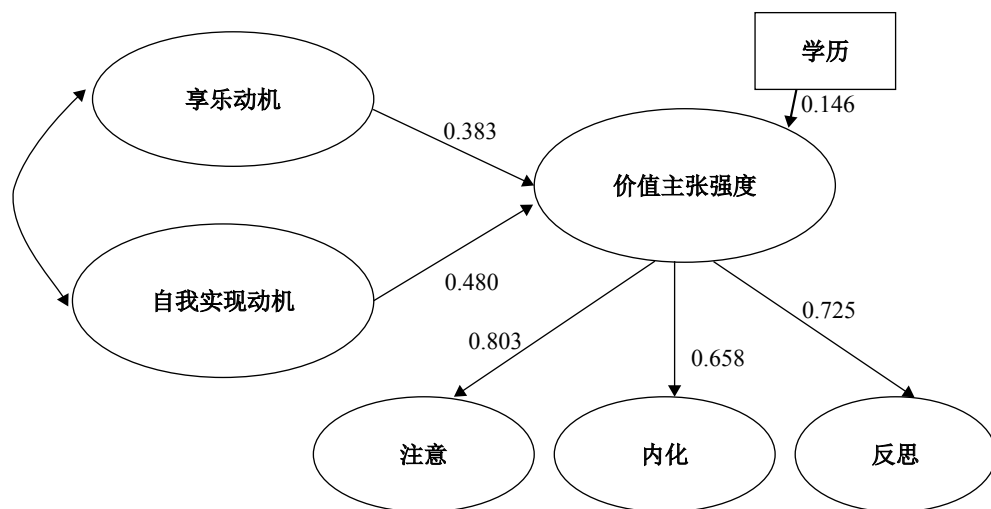 学历
享乐动机
0.146
0.383
价值主张强度
自我实现动机
0.480
0.803
0.658
0.725
注意
内化
反思